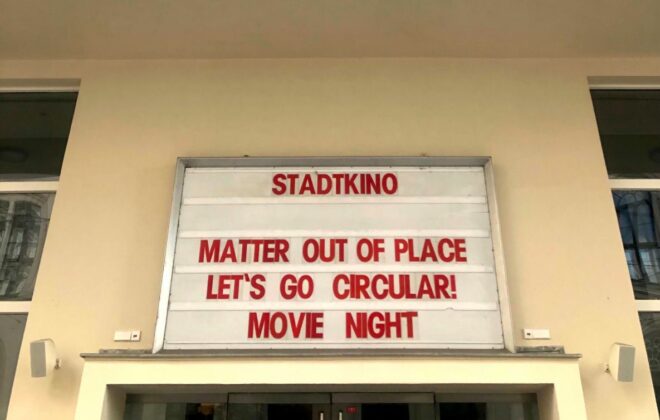 STADTKINO
MATTER OUT OF PLACE
LET'S GO CIRCULAR!
MOVIE NIGHT